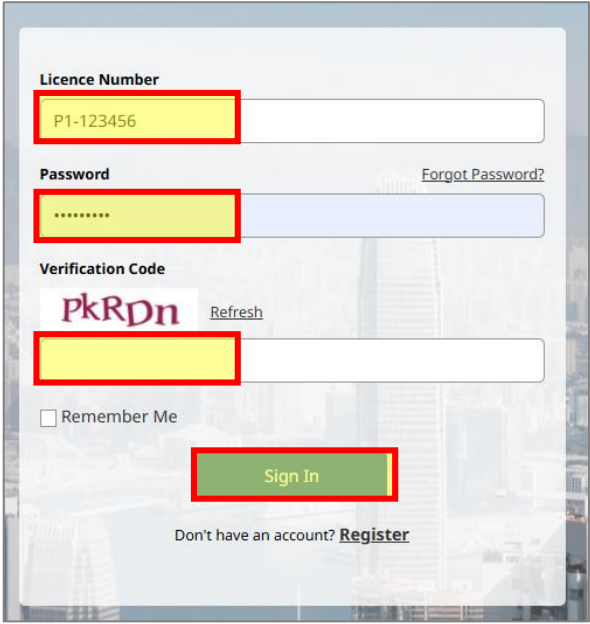 Licence Number
P1-123456
Password Forgot Password?
•••••••••
Verification Code
PkRDn Refresh
Remember Me
Sign In
Don't have an account? Register